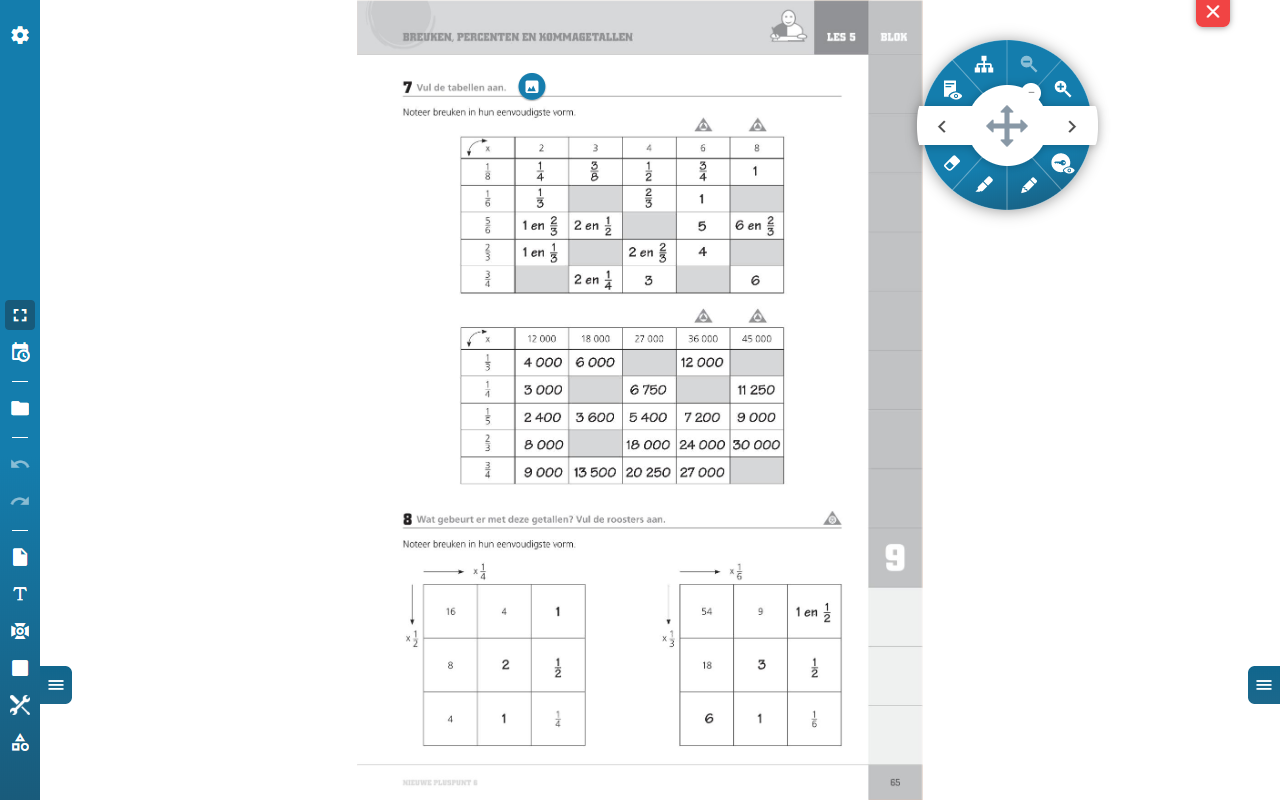 BREUKEN, PERCENTEN EN KOMMAGETALLEN LES 5 BLOK
7 Vul de tabellen aan.
Noteer breuken in hun eenvoudigste vorm.
x 2 3 4 6 8
1/8 1/4 3/8 1/2 3/4 1
1/6 1/3 2/3 1
5/6 1 en 2/3 2 en 1/2 5 6 en 2/3
2/3 1 en 1/3 2 en 2/3 4
3/4 2 en 1/4 3 6
x 12 000 18 000 27 000 36 000 45 000
1/3 4 000 6 000 12 000
1/4 3 000 6 750 11 250
1/5 2 400 3 600 5 400 7 200 9 000
2/3 8 000 18 000 24 000 30 000
3/4 9 000 13 500 20 250 27 000
8 Wat gebeurt er met deze getallen? Vul de roosters aan.
Noteer breuken in hun eenvoudigste vorm.
9
x 1/4
x 1/2
16 4 1
8 2 1/2
4 1 1/4
x 1/6
x 1/3
54 9 1 en 1/2
18 3 1/2
6 1 1/6
NIEUWE PLUSPUNT 6 65
T